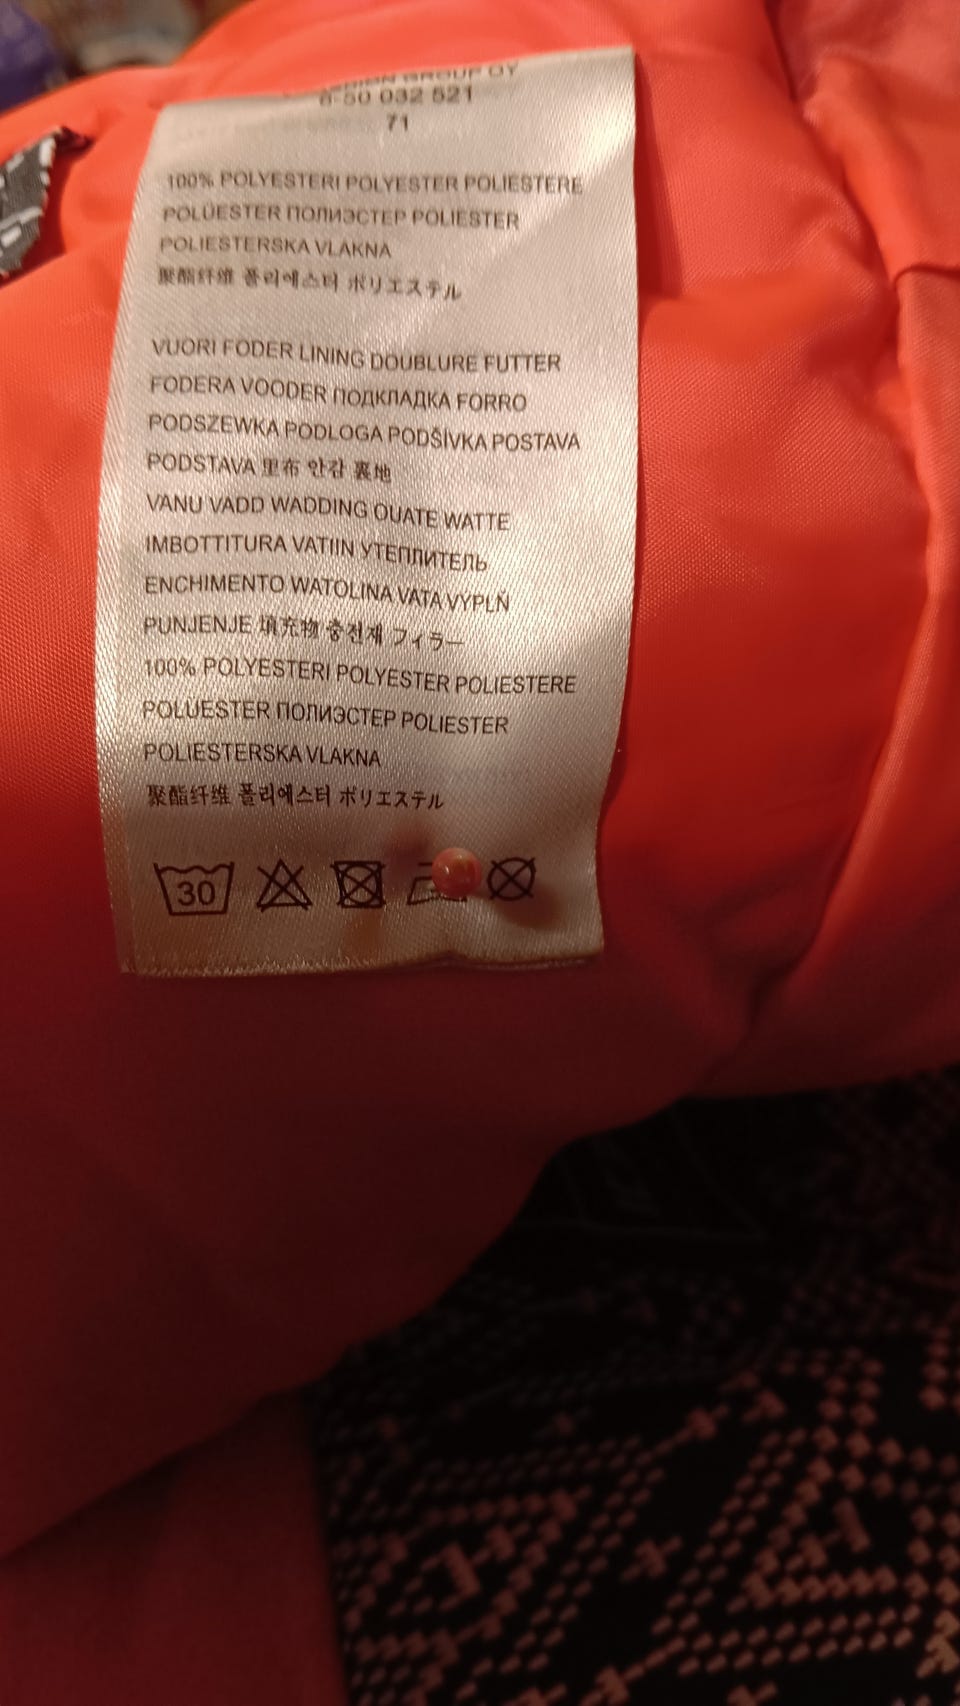 GROUP OY
6-50 032 521
71
100% POLYESTERI POLYESTER POLIESTERE
POLÜESTER ПОЛИЭСТЕР POLIESTER
POLIESTERSKA VLAKNA
聚酯纤维 폴리에스터 ポリエステル
VUORI FODER LINING DOUBLURE FUTTER
FODERA VOODER ПОДКЛАДКА FORRO
PODSZEWKA PODLOGA PODŠÍVKA POSTAVA
PODSTAVA 里布 안감 裏地
VANU VADD WADDING OUATE WATTE
IMBOTTITURA VATIIN УТЕПЛИТЕЛЬ
ENCHIMENTO WATOLINA VATA VYPLŇ
PUNJENJE 填充物 충전재 フィラー
100% POLYESTERI POLYESTER POLIESTERE
POLÜESTER ПОЛИЭСТЕР POLIESTER
POLIESTERSKA VLAKNA
聚酯纤维 폴리에스터 ポリエステル
30